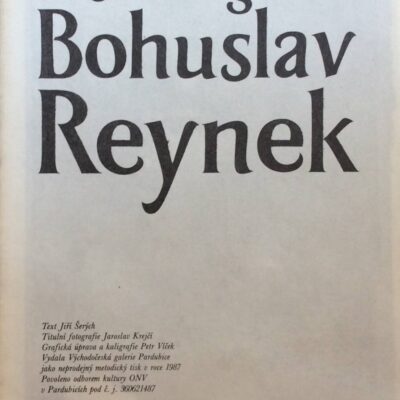 Bohuslav
Reynek
Text Jiří Šerých
Titulní fotografie Jaroslav Krejčí
Grafická úprava a kaligrafie Petr Vlček
Vydala Východočeská galerie Pardubice
jako neprodejný metodický tisk v roce 1987
Povoleno odborem kultury ONV
v Pardubicích pod č. j. 360621487